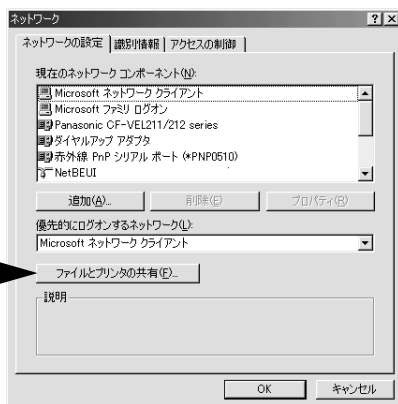 ネットワーク
ネットワークの設定 識別情報 アクセスの制御
現在のネットワーク コンポーネント(N):
Microsoft ネットワーク クライアント
Microsoft ファミリ ログオン
Panasonic CF-VEL211/212 series
ダイヤルアップ アダプタ
赤外線 PnP シリアル ポート (*PNP0510)
NetBEUI
追加(A)... 削除(E) プロパティ(R)
優先的にログオンするネットワーク(L):
Microsoft ネットワーク クライアント
ファイルとプリンタの共有(F)...
説明
OK キャンセル